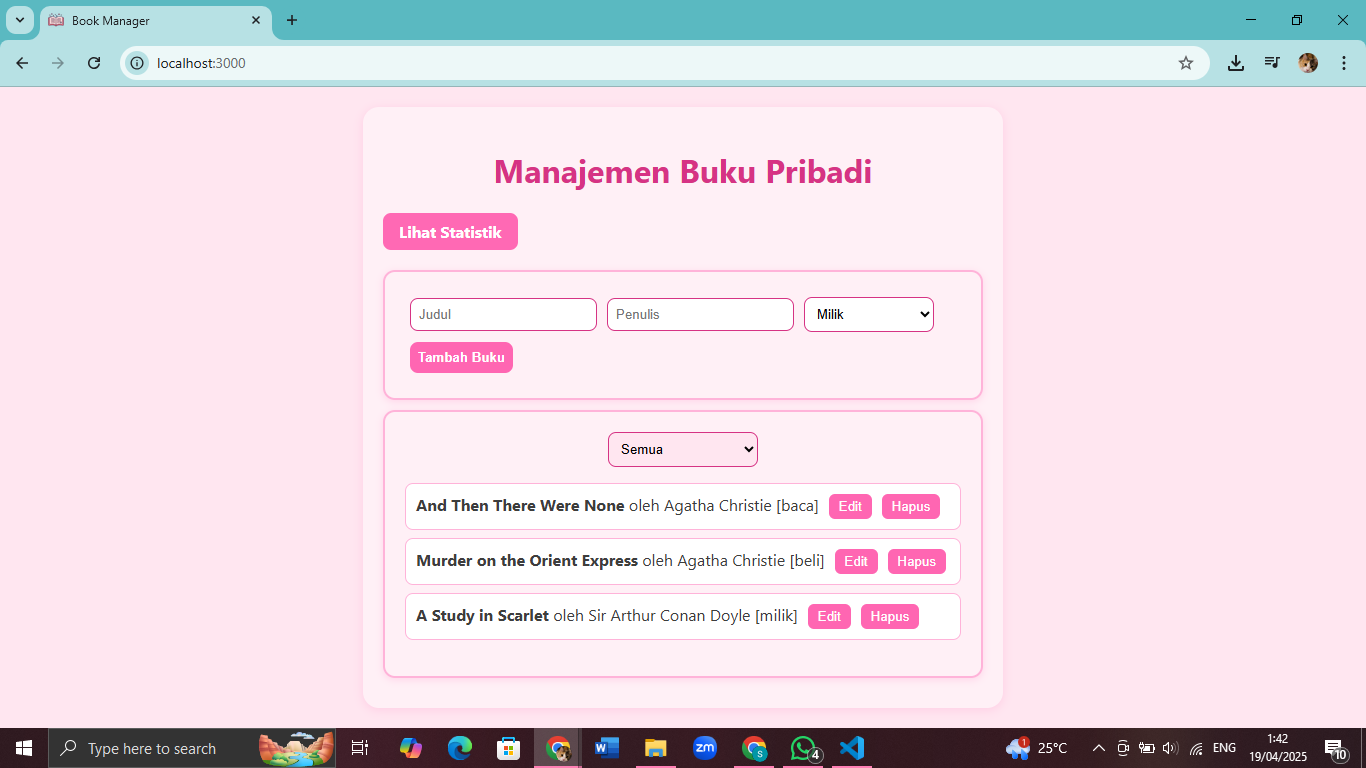 Book Manager
localhost:3000
Manajemen Buku Pribadi
Lihat Statistik
Judul Penulis Milik
Tambah Buku
Semua
And Then There Were None oleh Agatha Christie [baca] Edit Hapus
Murder on the Orient Express oleh Agatha Christie [beli] Edit Hapus
A Study in Scarlet oleh Sir Arthur Conan Doyle [milik] Edit Hapus
Type here to search W zm S 4 1 25°C ENG 1:42
19/04/2025 10